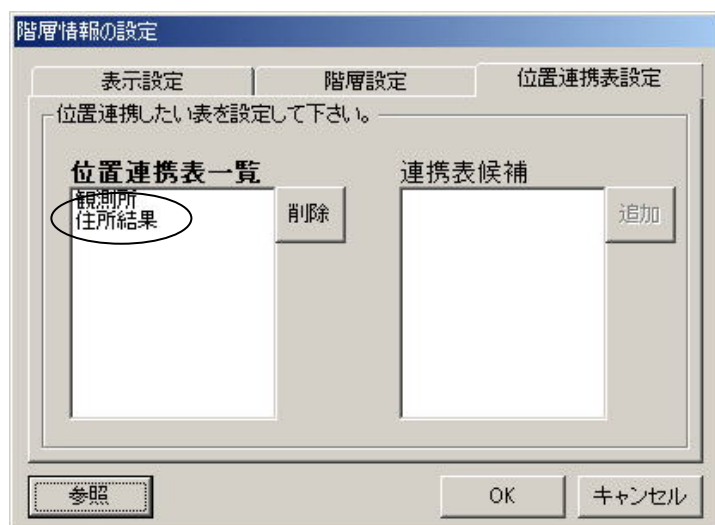 階層情報の設定
表示設定 階層設定 位置連携表設定
位置連携したい表を設定して下さい。
位置連携表一覧 連携表候補
観測所
住所結果
削除 追加
参照 OK キャンセル